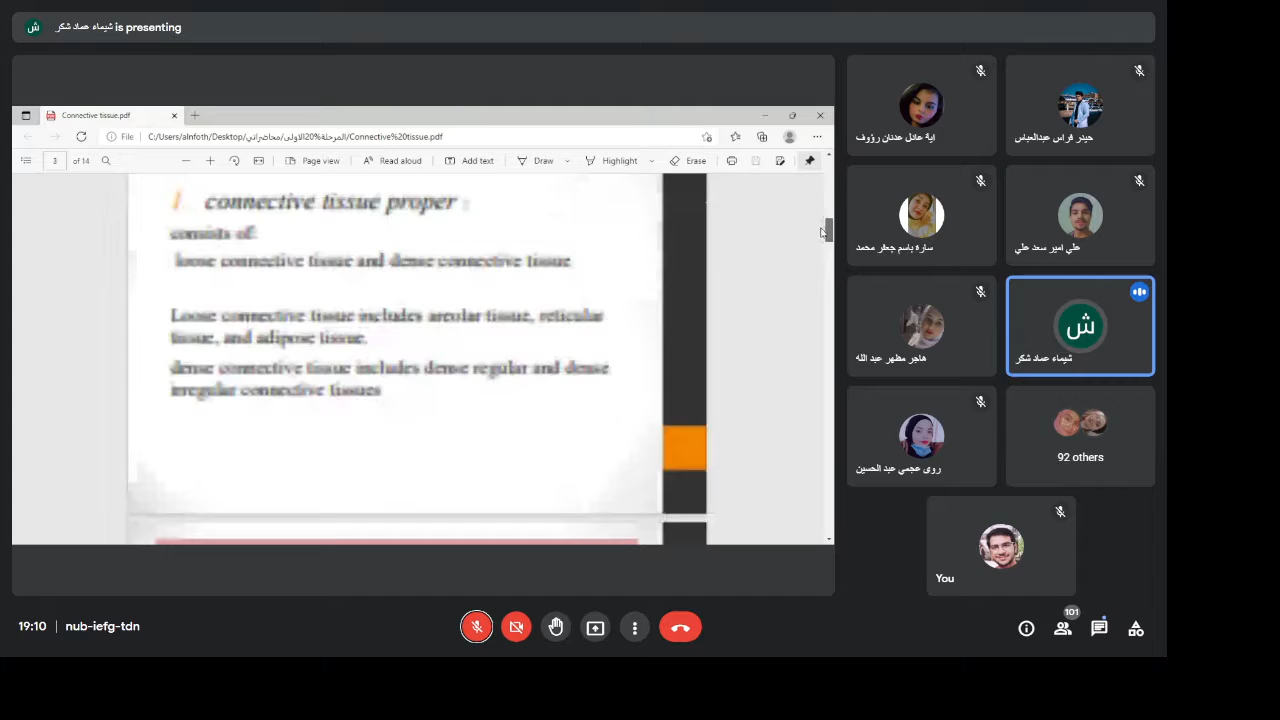 ش شيماء عماد شكر is presenting
Connective tissue.pdf
File C:/Users/alnfoth/Desktop/محاضراتي/المرحلة%20الاولى/Connective%20tissue.pdf
3 of 14 Page view Read aloud Add text Draw Highlight Erase
1. connective tissue proper :
consists of:
loose connective tissue and dense connective tissue
Loose connective tissue includes areolar tissue, reticular
tissue, and adipose tissue.
dense connective tissue includes dense regular and dense
irregular connective tissues
اية عادل عدنان رؤوف
حيدر فراس عبدالعباس
سارة باسم جعفر محمد
علي امير سعد علي
هاجر مظهر عبد الله
ش
شيماء عماد شكر
روى عجمي عبد الحسين
92 others
You
19:10 | nub-iefg-tdn
101